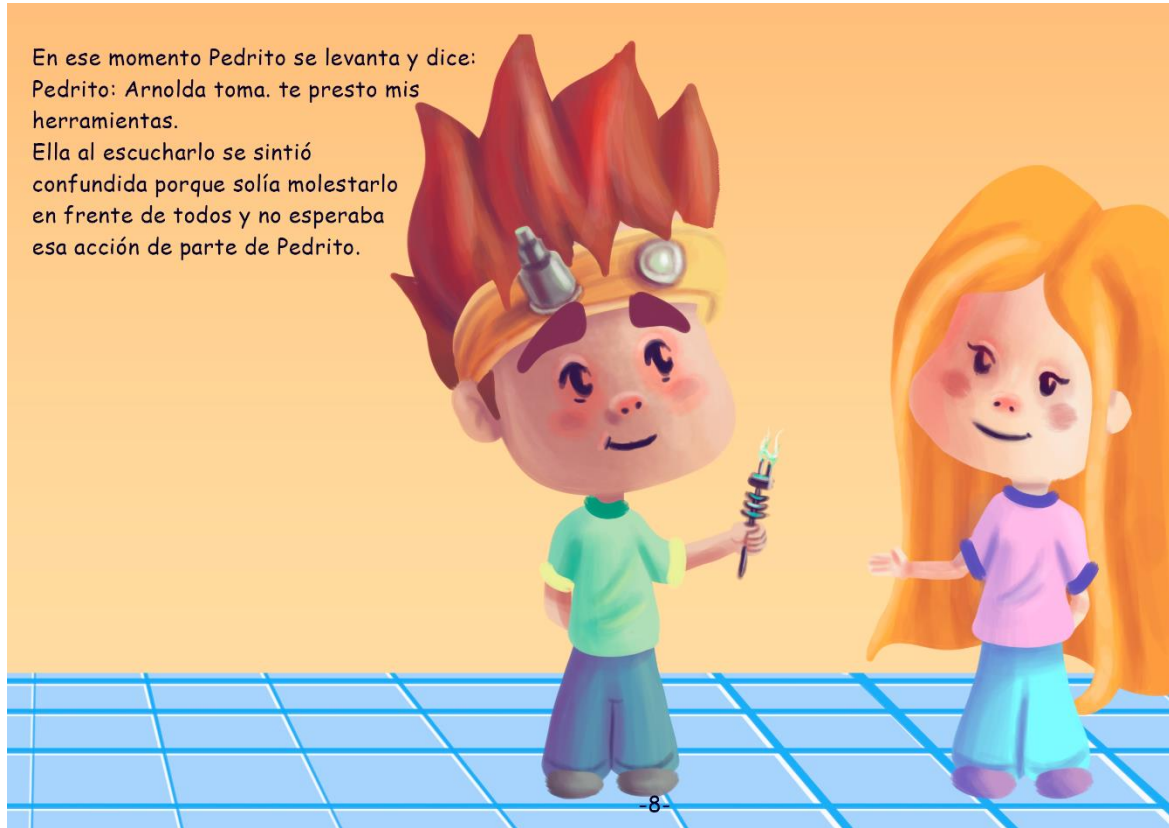 En ese momento Pedrito se levanta y dice:
Pedrito: Arnolda toma. te presto mis
herramientas.
Ella al escucharlo se sintió
confundida porque solía molestarlo
en frente de todos y no esperaba
esa acción de parte de Pedrito.
-8-